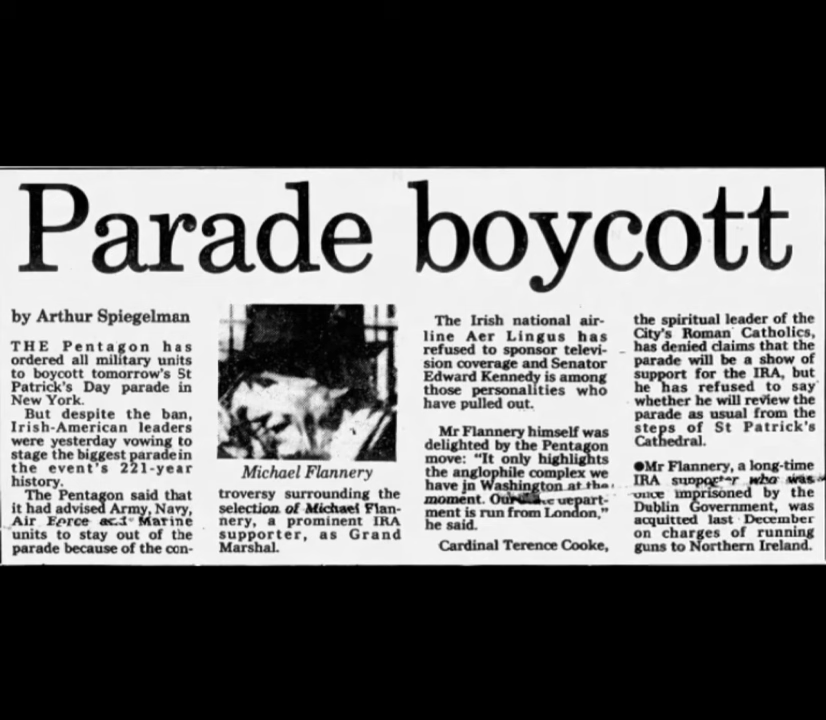 Parade boycott
by Arthur Spiegelman
THE Pentagon has
ordered all military units
to boycott tomorrow's St
Patrick's Day parade in
New York.
But despite the ban,
Irish-American leaders
were yesterday vowing to
stage the biggest parade in
the event's 221-year
history.
The Pentagon said that
it had advised Army, Navy,
Air Force and Marine
units to stay out of the
parade because of the con-
Michael Flannery
troversy surrounding the
selection of Michael Flan-
nery, a prominent IRA
supporter, as Grand
Marshal.
The Irish national air-
line Aer Lingus has
refused to sponsor televi-
sion coverage and Senator
Edward Kennedy is among
those personalities who
have pulled out.
Mr Flannery himself was
delighted by the Pentagon
move: "It only highlights
the anglophile complex we
have in Washington at the
moment. Our depart-
ment is run from London,"
he said.
Cardinal Terence Cooke,
the spiritual leader of the
City's Roman Catholics,
has denied claims that the
parade will be a show of
support for the IRA, but
he has refused to say
whether he will review the
parade as usual from the
steps of St Patrick's
Cathedral.
●Mr Flannery, a long-time
IRA supporter who was
once imprisoned by the
Dublin Government, was
acquitted last December
on charges of running
guns to Northern Ireland.